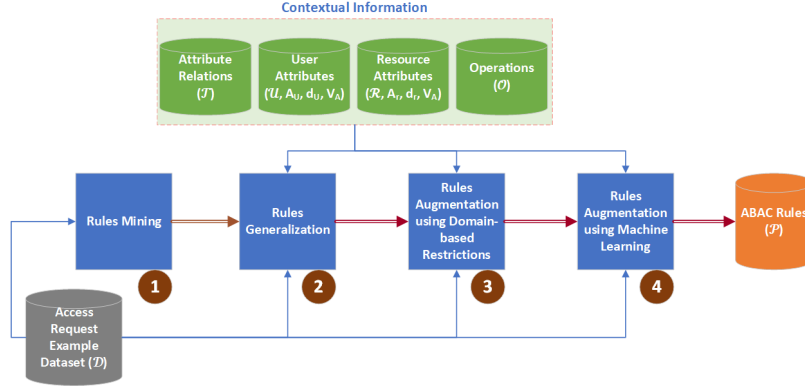 Contextual Information
Attribute
Relations
(𝒯)
User
Attributes
(𝒰, A_U, d_U, V_A)
Resource
Attributes
(ℛ, A_r, d_r, V_A)
Operations
(𝒪)
Rules Mining
Rules
Generalization
Rules
Augmentation
using Domain-
based
Restrictions
Rules
Augmentation
using Machine
Learning
ABAC Rules
(𝒫)
1
2
3
4
Access
Request
Example
Dataset (𝒟)